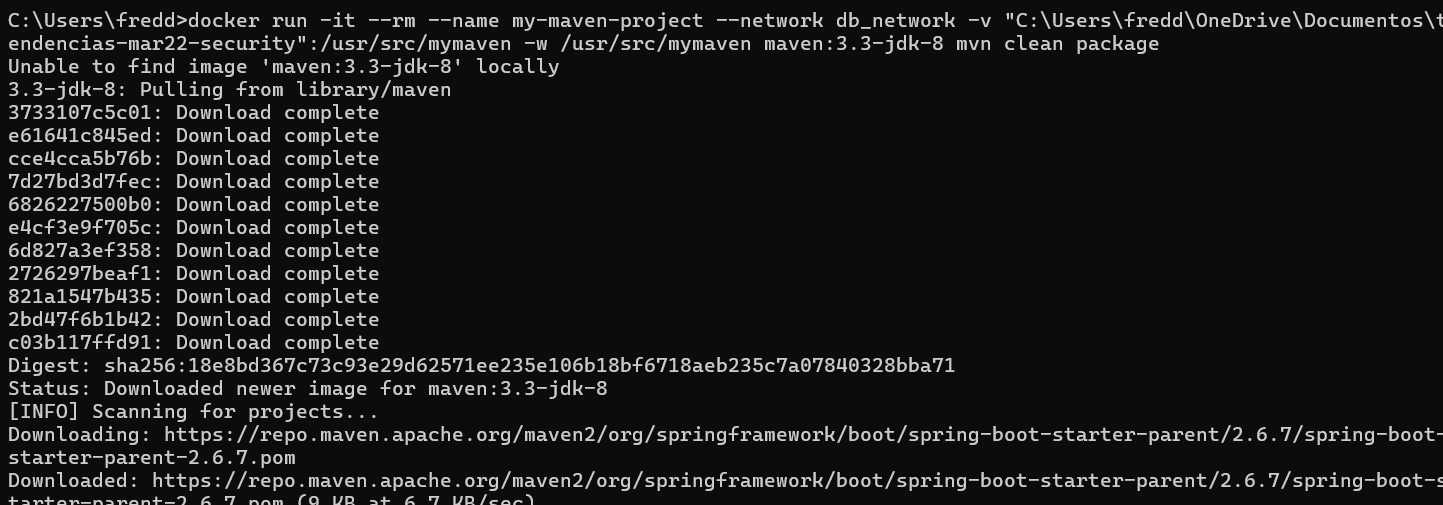 C:\Users\fredd>docker run -it --rm --name my-maven-project --network db_network -v "C:\Users\fredd\OneDrive\Documentos\t
endencias-mar22-security":/usr/src/mymaven -w /usr/src/mymaven maven:3.3-jdk-8 mvn clean package
Unable to find image 'maven:3.3-jdk-8' locally
3.3-jdk-8: Pulling from library/maven
3733107c5c01: Download complete
e61641c845ed: Download complete
cce4cca5b76b: Download complete
7d27bd3d7fec: Download complete
6826227500b0: Download complete
e4cf3e9f705c: Download complete
6d827a3ef358: Download complete
2726297beaf1: Download complete
821a1547b435: Download complete
2bd47f6b1b42: Download complete
c03b117ffd91: Download complete
Digest: sha256:18e8bd367c73c93e29d62571ee235e106b18bf6718aeb235c7a07840328bba71
Status: Downloaded newer image for maven:3.3-jdk-8
[INFO] Scanning for projects...
Downloading: https://repo.maven.apache.org/maven2/org/springframework/boot/spring-boot-starter-parent/2.6.7/spring-boot-
starter-parent-2.6.7.pom
Downloaded: https://repo.maven.apache.org/maven2/org/springframework/boot/spring-boot-starter-parent/2.6.7/spring-boot-s
tarter-parent-2.6.7.pom (9 KB at 6.7 KB/sec)